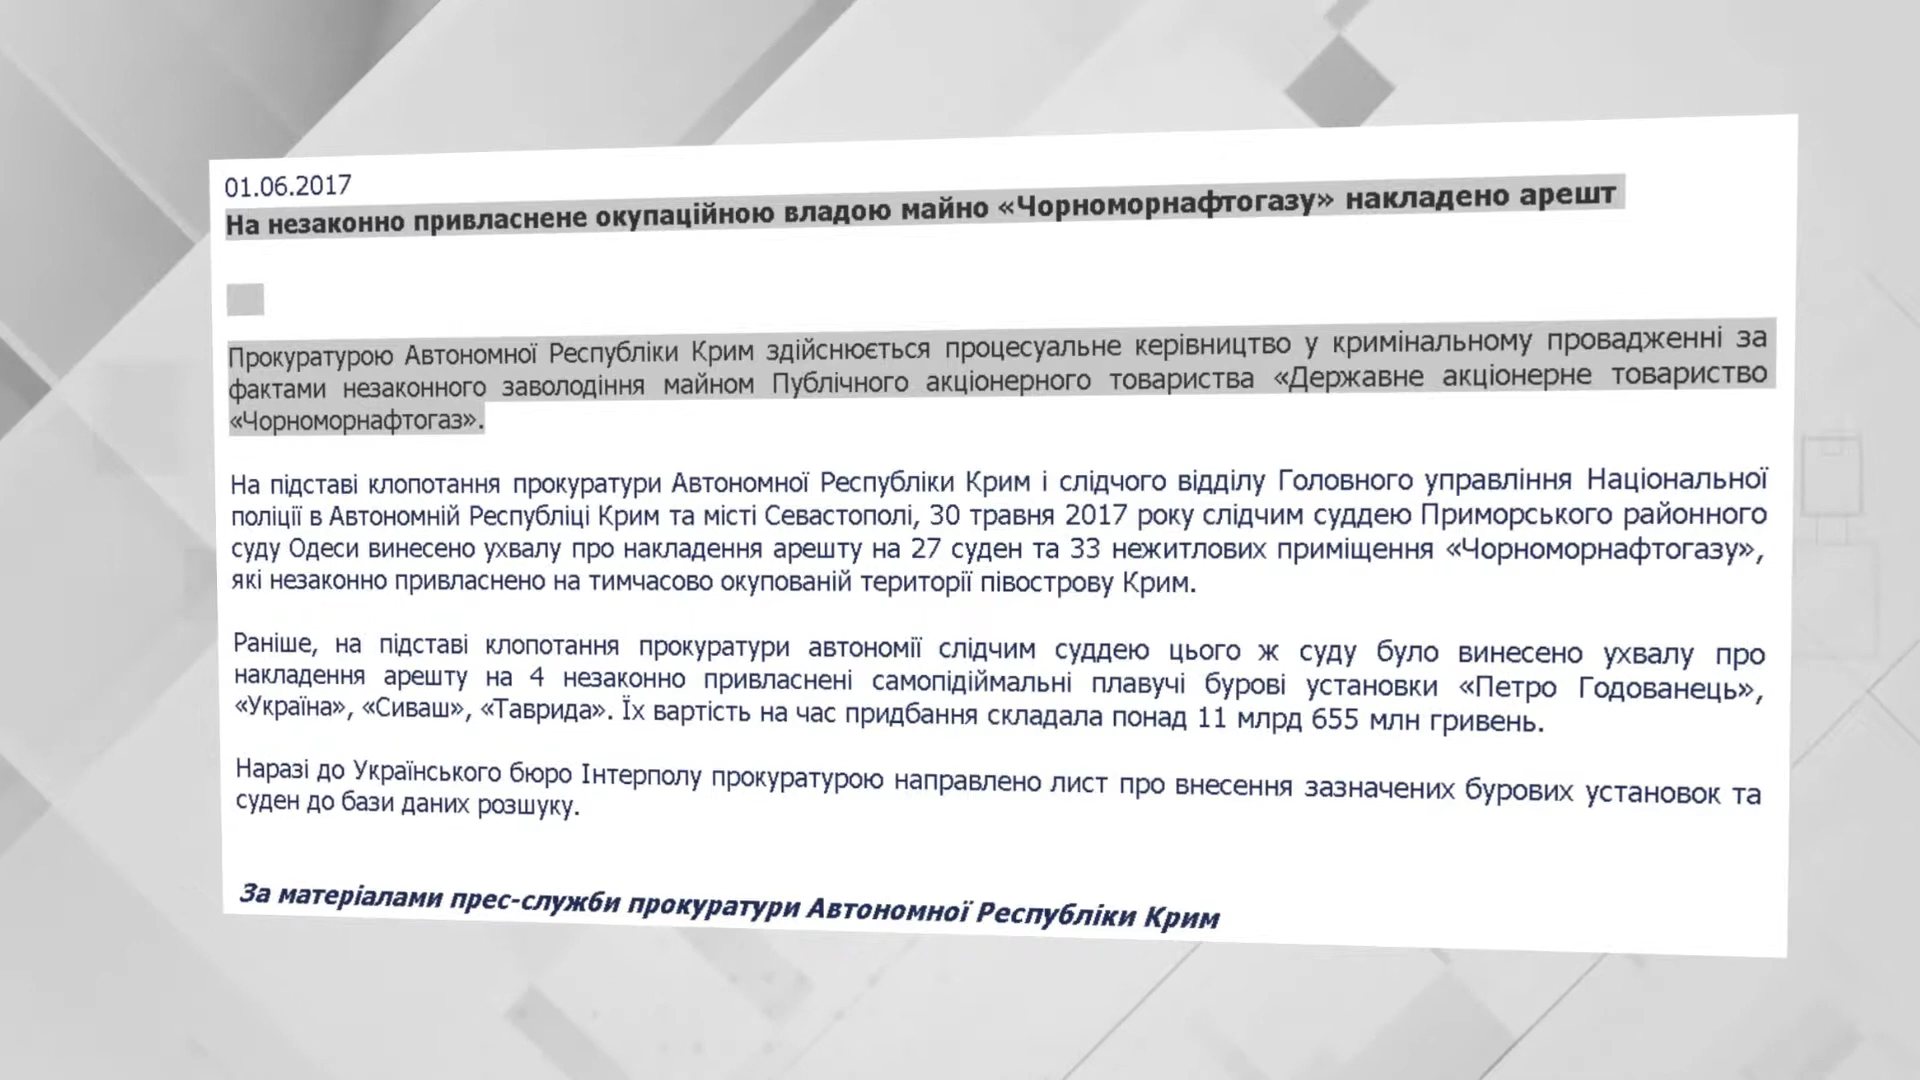 01.06.2017
На незаконно привласнене окупаційною владою майно «Чорноморнафтогазу» накладено арешт
Прокуратурою Автономної Республіки Крим здійснюється процесуальне керівництво у кримінальному провадженні за
фактами незаконного заволодіння майном Публічного акціонерного товариства «Державне акціонерне товариство
«Чорноморнафтогаз».
На підставі клопотання прокуратури Автономної Республіки Крим і слідчого відділу Головного управління Національної
поліції в Автономній Республіці Крим та місті Севастополі, 30 травня 2017 року слідчим суддею Приморського районного
суду Одеси винесено ухвалу про накладення арешту на 27 суден та 33 нежитлових приміщення «Чорноморнафтогазу»,
які незаконно привласнено на тимчасово окупованій території півострову Крим.
Раніше, на підставі клопотання прокуратури автономії слідчим суддею цього ж суду було винесено ухвалу про
накладення арешту на 4 незаконно привласнені самопідіймальні плавучі бурові установки «Петро Годованець»,
«Україна», «Сиваш», «Таврида». Їх вартість на час придбання складала понад 11 млрд 655 млн гривень.
Наразі до Українського бюро Інтерполу прокуратурою направлено лист про внесення зазначених бурових установок та
суден до бази даних розшуку.
За матеріалами прес-служби прокуратури Автономної Республіки Крим